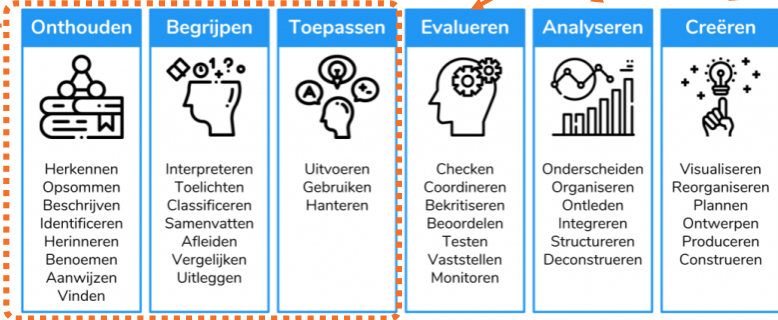 Onthouden
Herkennen
Opsommen
Beschrijven
Identificeren
Herinneren
Benoemen
Aanwijzen
Vinden
Begrijpen
Interpreteren
Toelichten
Classificeren
Samenvatten
Afleiden
Vergelijken
Uitleggen
Toepassen
A
Uitvoeren
Gebruiken
Hanteren
Evalueren
Checken
Coordineren
Bekritiseren
Beoordelen
Testen
Vaststellen
Monitoren
Analyseren
Onderscheiden
Organiseren
Ontleden
Integreren
Structureren
Deconstrueren
Creëren
Visualiseren
Reorganiseren
Plannen
Ontwerpen
Produceren
Construeren